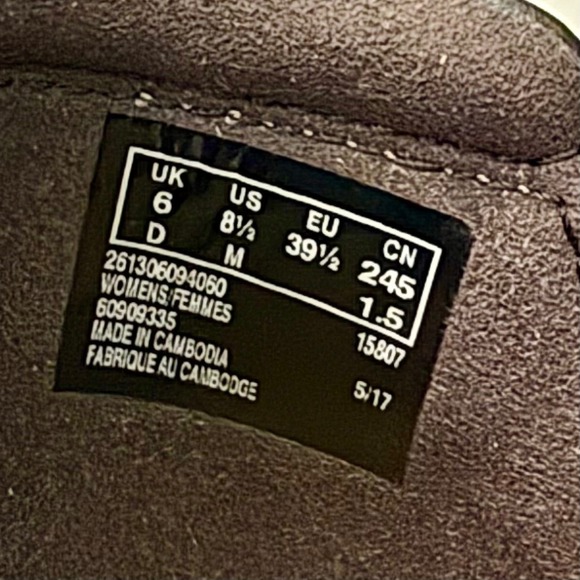 UK US EU CN
6 8½ 39½ 245
D M 1.5
261306094060
WOMENS/FEMMES
60909335 15807
MADE IN CAMBODIA
FABRIQUE AU CAMBODGE 5/17